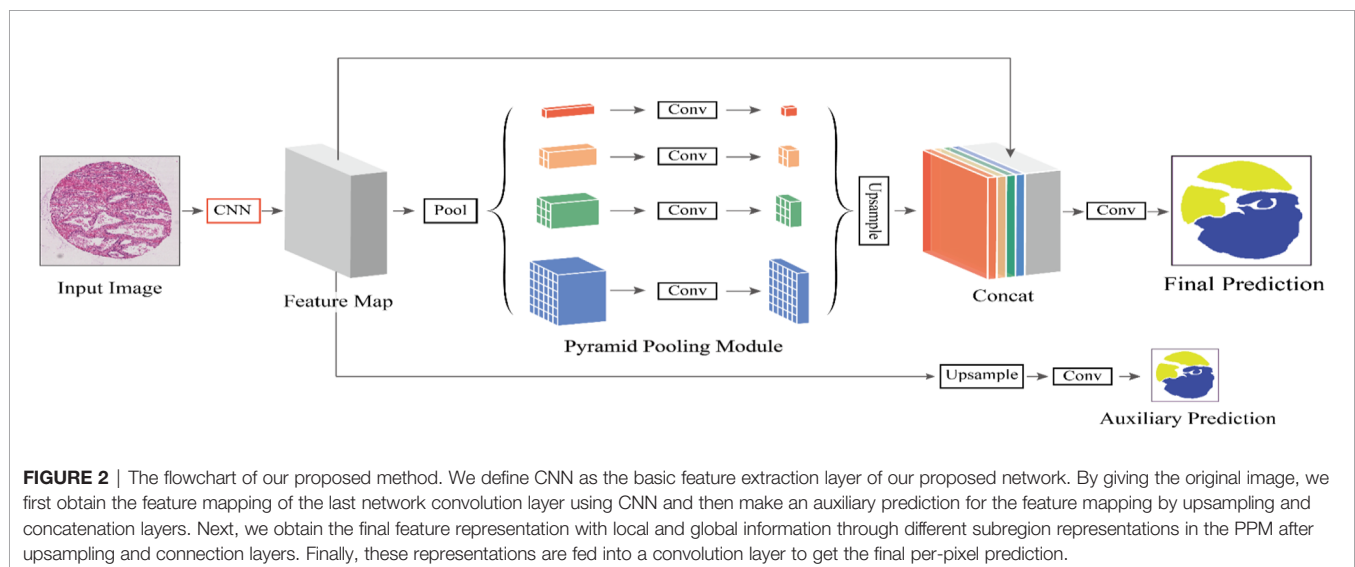 Conv
Conv
Conv
Conv
CNN
Pool
Upsample
Conv
Input Image
Feature Map
Concat
Final Prediction
Pyramid Pooling Module
Upsample
Conv
Auxiliary Prediction
FIGURE 2 | The flowchart of our proposed method. We define CNN as the basic feature extraction layer of our proposed network. By giving the original image, we
first obtain the feature mapping of the last network convolution layer using CNN and then make an auxiliary prediction for the feature mapping by upsampling and
concatenation layers. Next, we obtain the final feature representation with local and global information through different subregion representations in the PPM after
upsampling and connection layers. Finally, these representations are fed into a convolution layer to get the final per-pixel prediction.